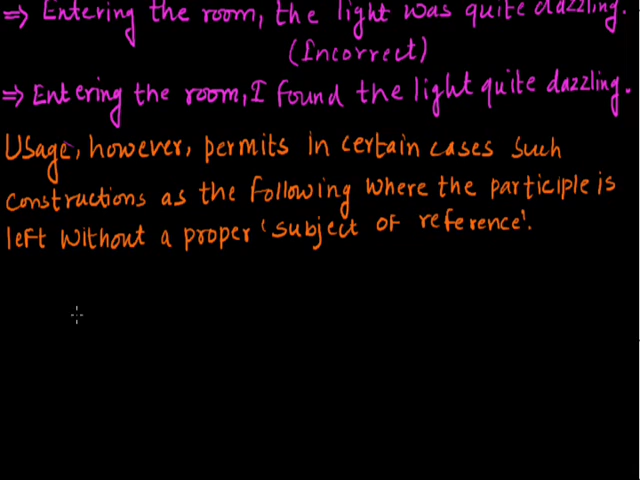 ⇒ Entering the room, the light was quite dazzling.
(Incorrect)
⇒ Entering the room, I found the light quite dazzling.
Usage, however, permits in certain cases such
constructions as the following where the participle is
left without a proper 'subject of reference'.